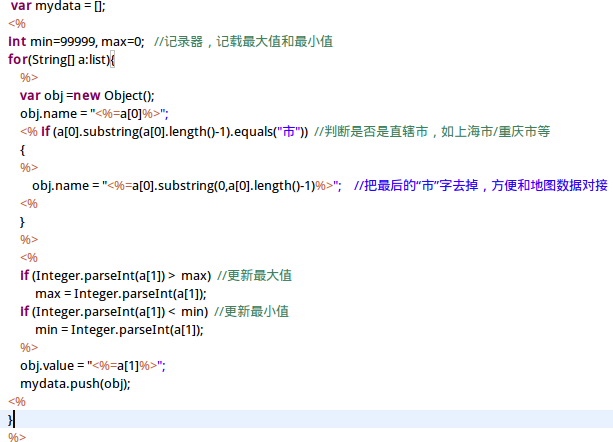 var mydata = [];
<%
int min=99999, max=0;   //记录器，记载最大值和最小值
for(String[] a:list){
%>
var obj =new Object();
obj.name = "<%=a[0]%>";
<% if (a[0].substring(a[0].length()-1).equals("市"))  //判断是否是直辖市，如上海市/重庆市等
{
%>
obj.name = "<%=a[0].substring(0,a[0].length()-1)%>";   //把最后的“市”字去掉，方便和地图数据对接
<%
}
%>
<%
if (Integer.parseInt(a[1]) >  max)  //更新最大值
max = Integer.parseInt(a[1]);
if (Integer.parseInt(a[1]) <  min)  //更新最小值
min = Integer.parseInt(a[1]);
%>
obj.value = "<%=a[1]%>";
mydata.push(obj);
<%
}
%>